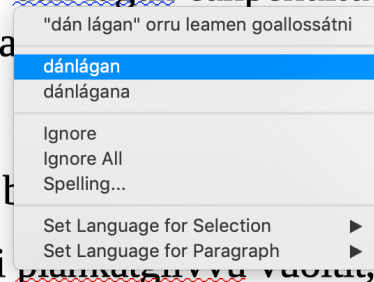 "dán lágan" orru leamen goallossátni
dánlágan
dánlágana
Ignore
Ignore All
Spelling...
Set Language for Selection
Set Language for Paragraph